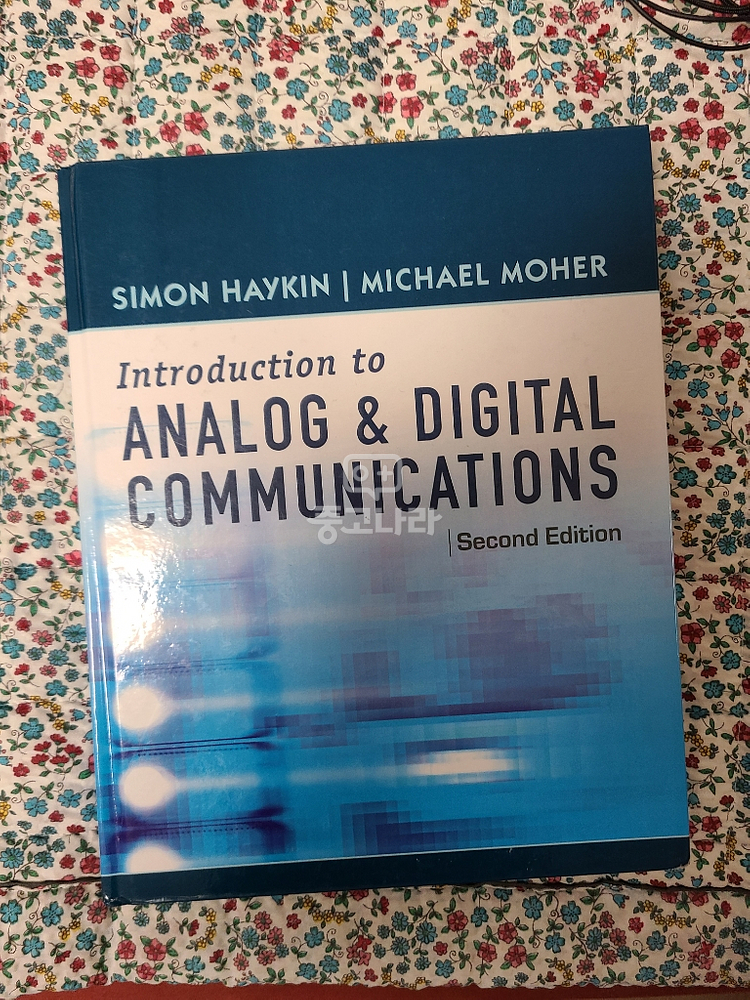 SIMON HAYKIN | MICHAEL MOHER
Introduction to
ANALOG & DIGITAL
COMMUNICATIONS
중고나라
|Second Edition